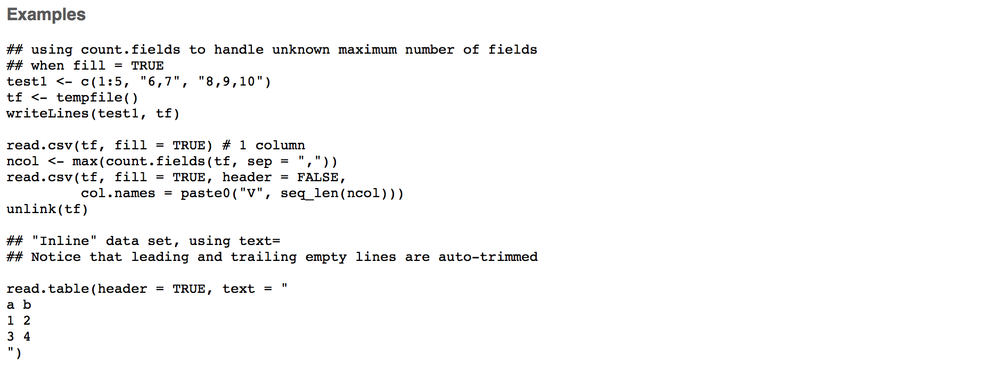 Examples
## using count.fields to handle unknown maximum number of fields
## when fill = TRUE
test1 <- c(1:5, "6,7", "8,9,10")
tf <- tempfile()
writeLines(test1, tf)
read.csv(tf, fill = TRUE) # 1 column
ncol <- max(count.fields(tf, sep = ","))
read.csv(tf, fill = TRUE, header = FALSE,
         col.names = paste0("V", seq_len(ncol)))
unlink(tf)
## "Inline" data set, using text=
## Notice that leading and trailing empty lines are auto-trimmed
read.table(header = TRUE, text = "
a b
1 2
3 4
")